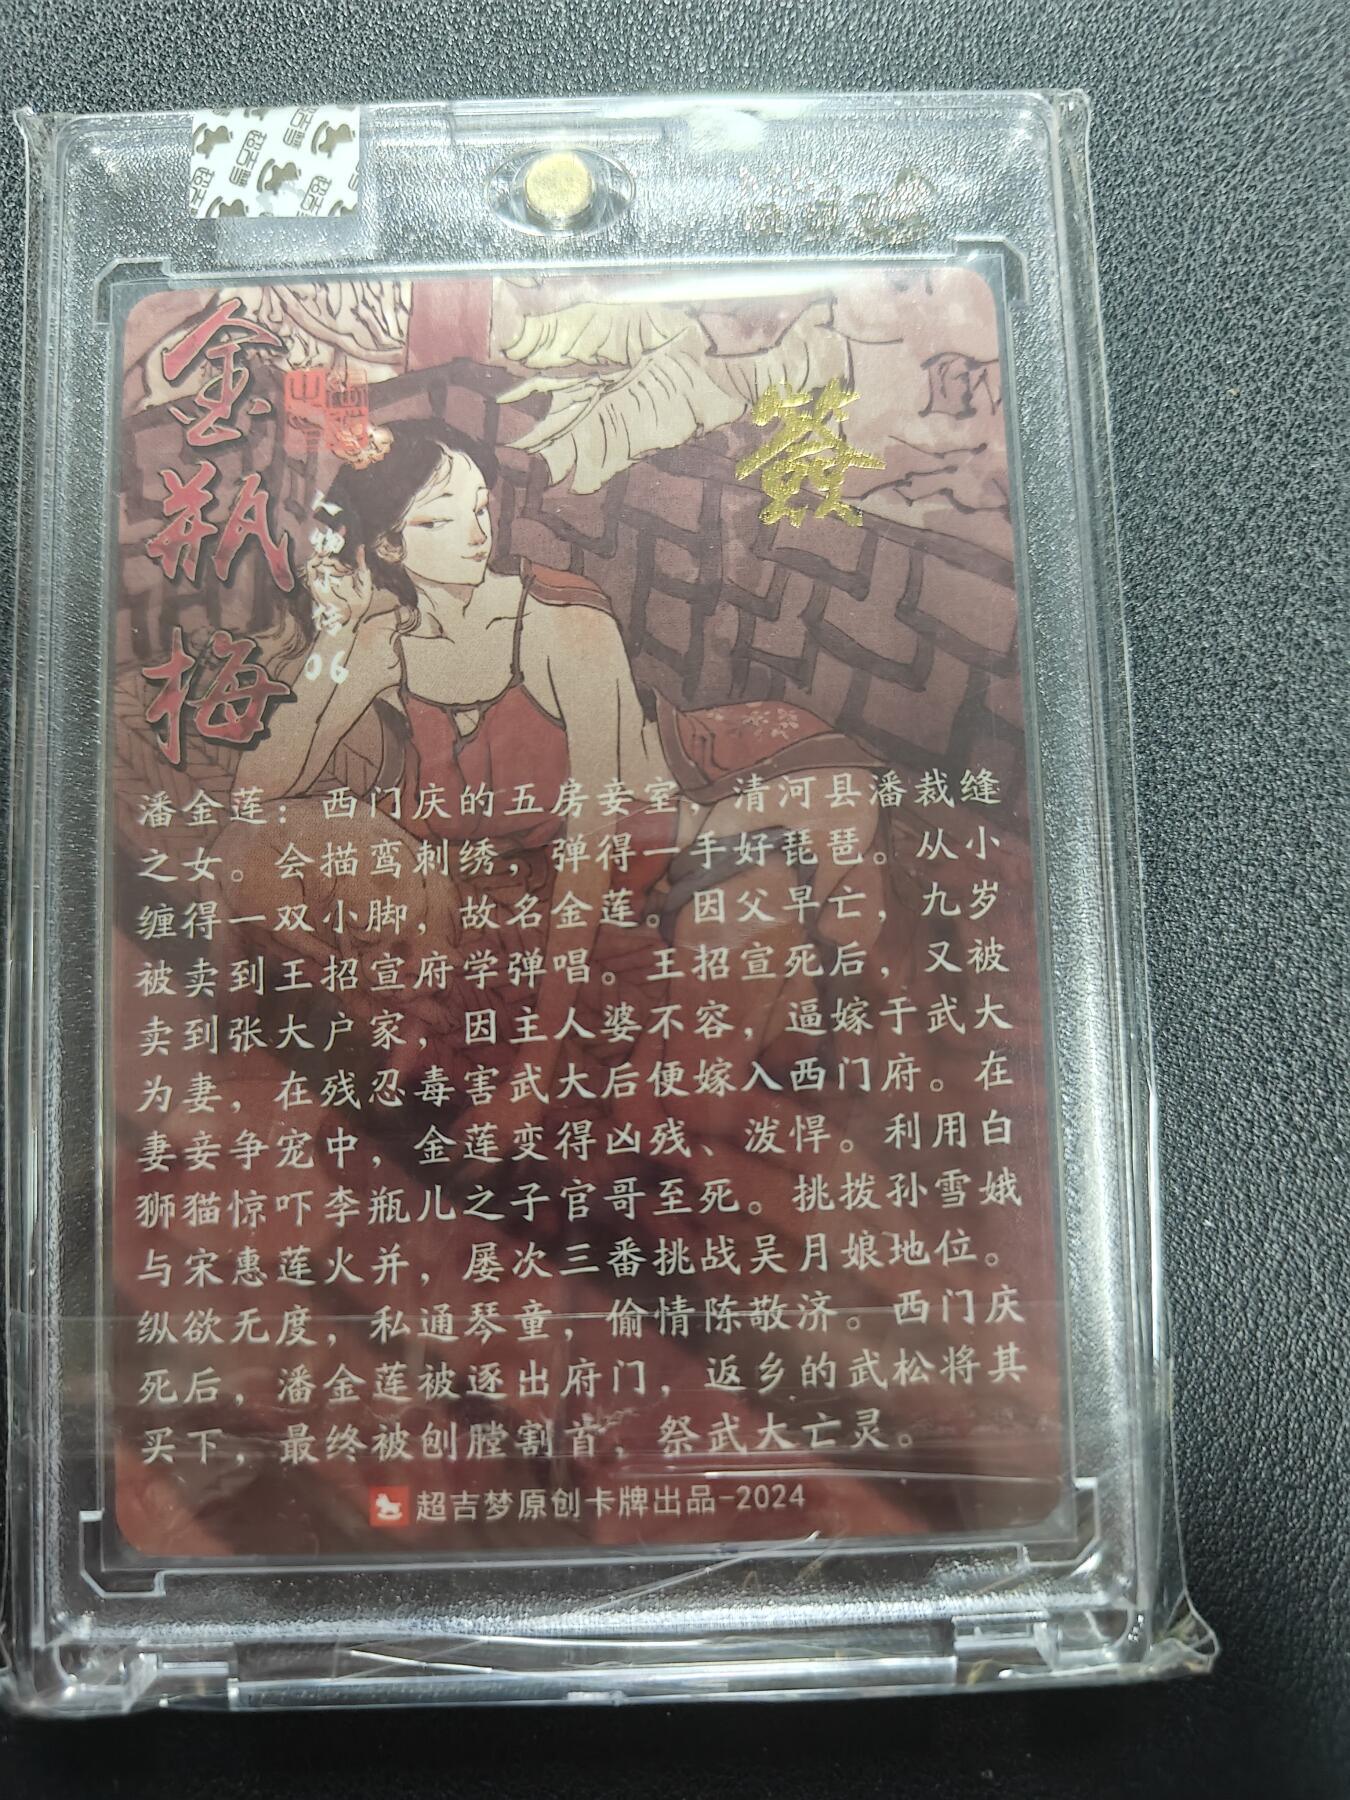 超吉夢
超吉夢
金瓶梅
人物小传
06
潘金莲：西门庆的五房妾室，清河县潘裁缝
之女。会描鸾刺绣，弹得一手好琵琶。从小
缠得一双小脚，故名金莲。因父早亡，九岁
被卖到王招宣府学弹唱。王招宣死后，又被
卖到张大户家，因主人婆不容，逼嫁于武大
为妻，在残忍毒害武大后便嫁入西门府。在
妻妾争宠中，金莲变得凶残、泼悍。利用白
狮猫惊吓李瓶儿之子官哥至死。挑拨孙雪娥
与宋惠莲火并，屡次三番挑战吴月娘地位。
纵欲无度，私通琴童，偷情陈敬济。西门庆
死后，潘金莲被逐出府门，返乡的武松将其
买下，最终被刨膛割首，祭武大亡灵。
超吉梦原创卡牌出品-2024